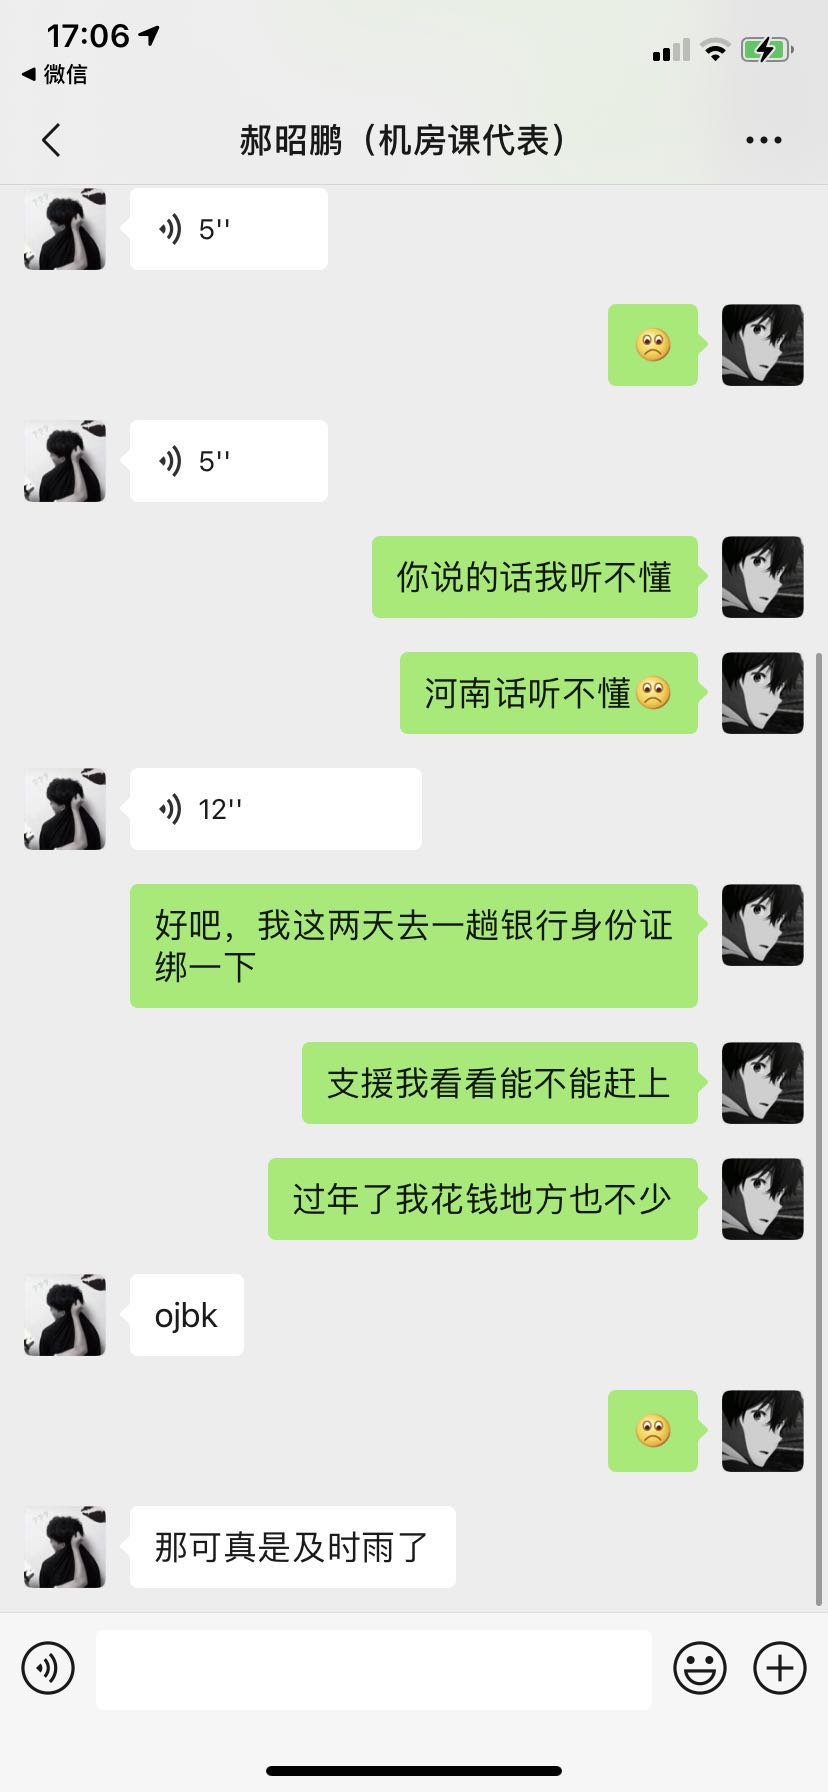 17:06
微信
郝昭鹏（机房课代表）
5''
5''
你说的话我听不懂
河南话听不懂
12''
好吧，我这两天去一趟银行身份证
绑一下
支援我看看能不能赶上
过年了我花钱地方也不少
ojbk
那可真是及时雨了